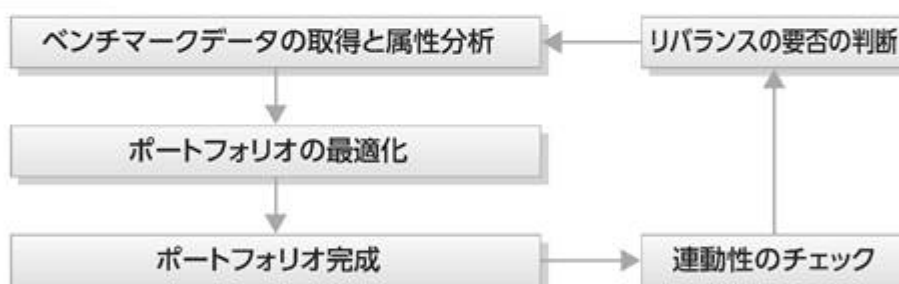 ベンチマークデータの取得と属性分析
リバランスの要否の判断
ポートフォリオの最適化
ポートフォリオ完成
連動性のチェック